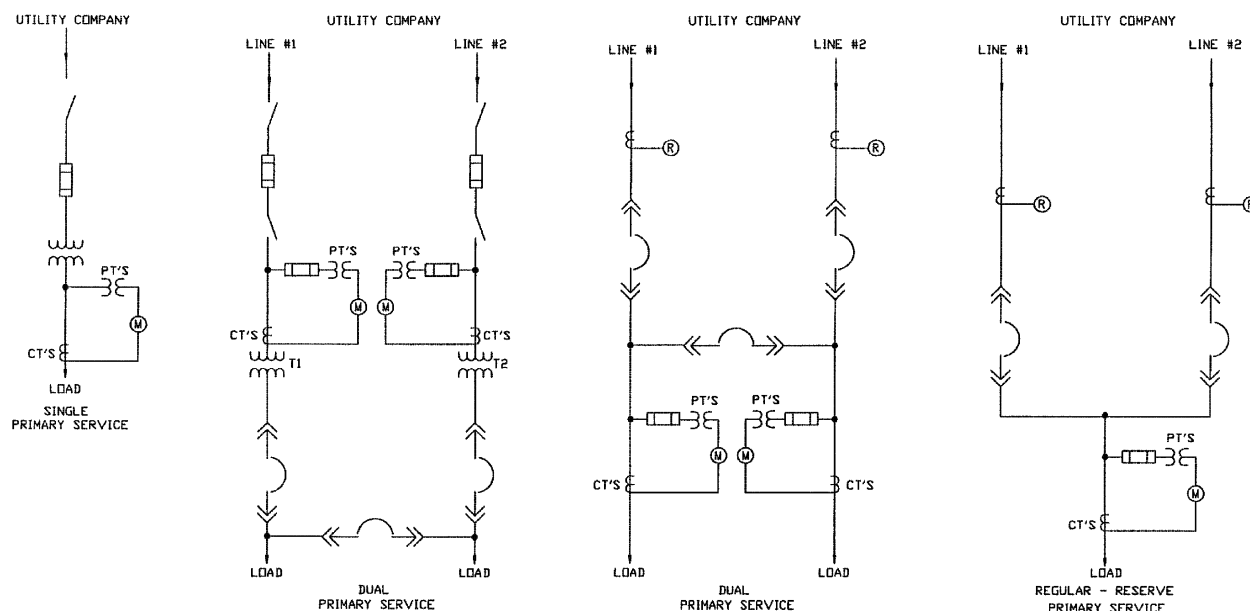 UTILITY COMPANY
PT'S
M
CT'S
LOAD
SINGLE
PRIMARY SERVICE
UTILITY COMPANY
LINE #1 LINE #2
PT'S PT'S
M M
CT'S CT'S
T1 T2
LOAD LOAD
DUAL
PRIMARY SERVICE
UTILITY COMPANY
LINE #1 LINE #2
R R
PT'S PT'S
M M
CT'S CT'S
LOAD LOAD
DUAL
PRIMARY SERVICE
UTILITY COMPANY
LINE #1 LINE #2
R R
PT'S
M
CT'S
LOAD
REGULAR - RESERVE
PRIMARY SERVICE